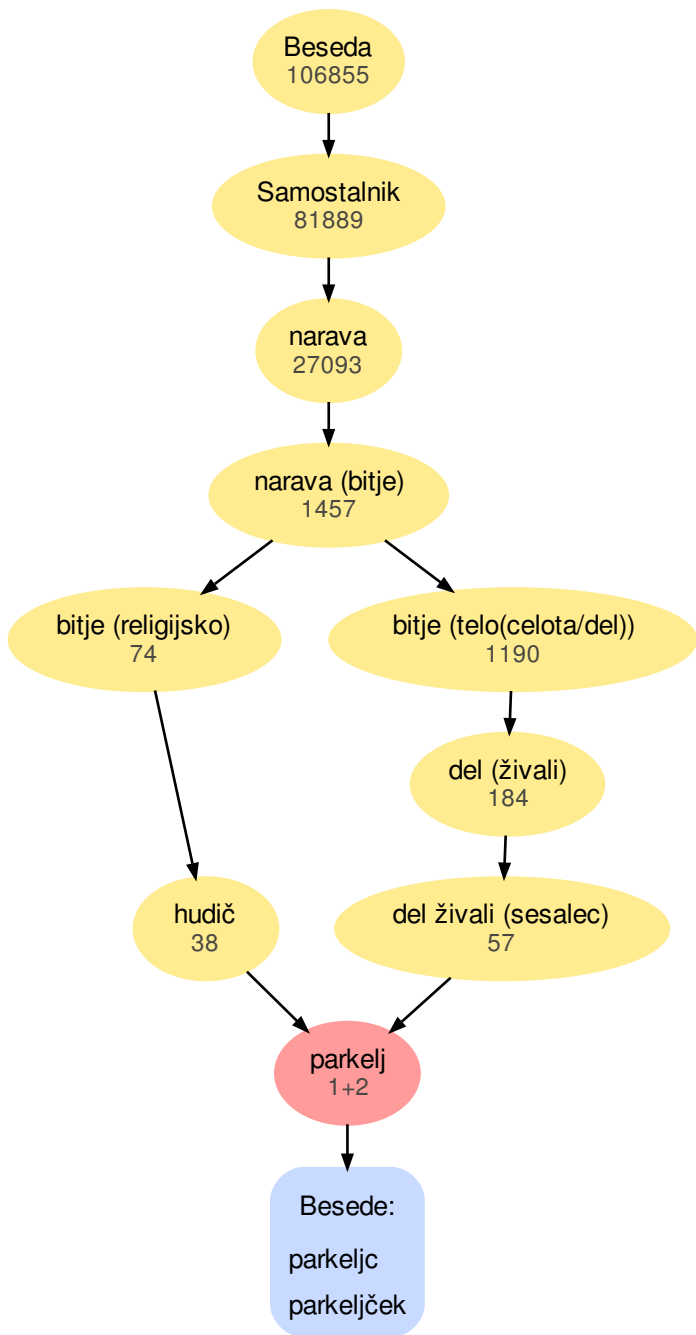 Beseda
106855
Samostalnik
81889
narava
27093
narava (bitje)
1457
bitje (religijsko)
74
bitje (telo(celota/del))
1190
del (živali)
184
hudič
38
del živali (sesalec)
57
parkelj
1+2
Besede:
parkeljc
parkeljček